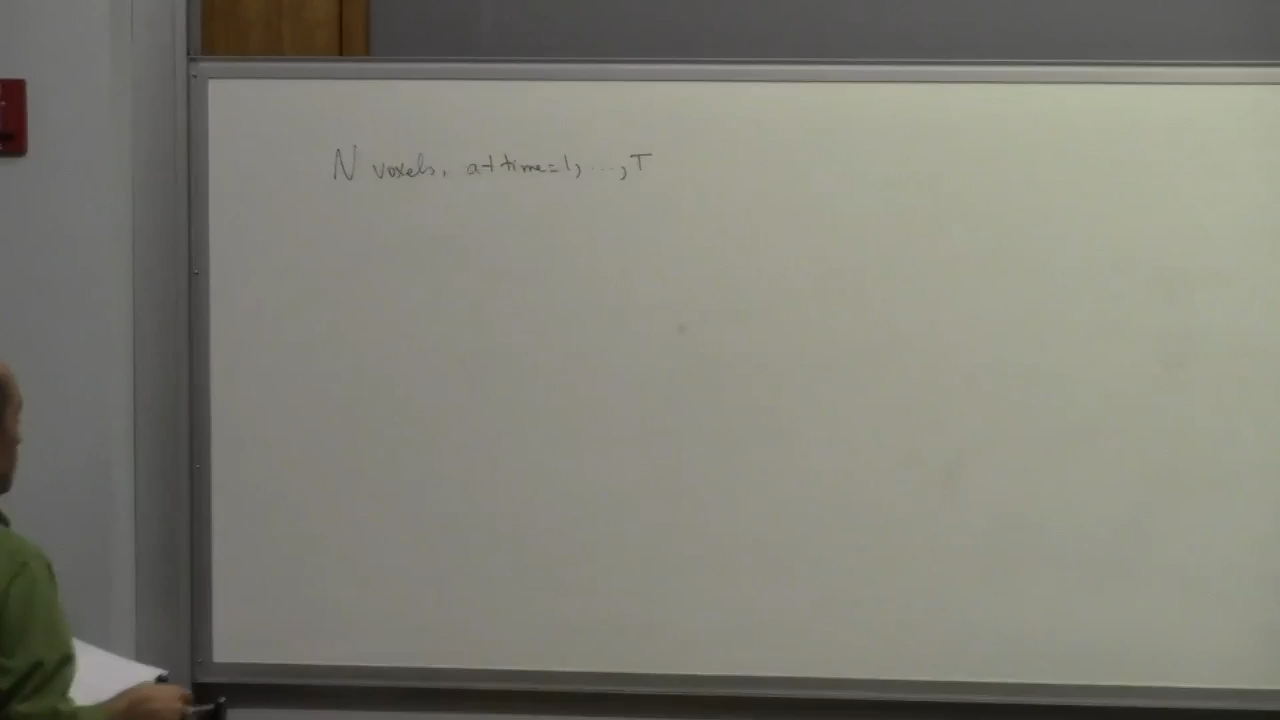 N voxels, at time=1, ..., T